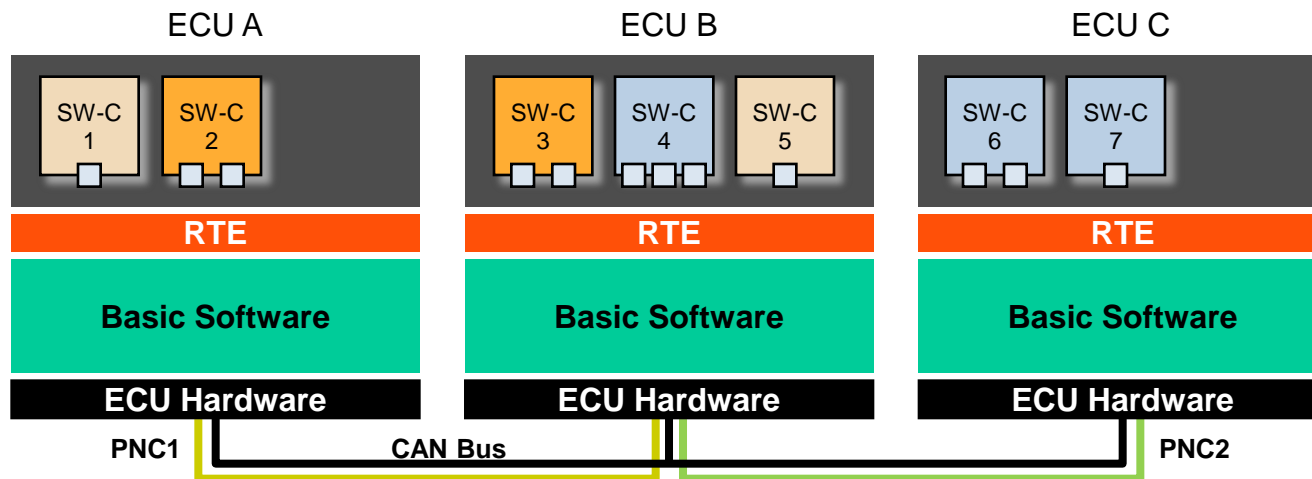 ECU A
ECU B
ECU C
SW-C
1
SW-C
2
SW-C
3
SW-C
4
SW-C
5
SW-C
6
SW-C
7
RTE
RTE
RTE
Basic Software
Basic Software
Basic Software
ECU Hardware
ECU Hardware
ECU Hardware
PNC1
CAN Bus
PNC2